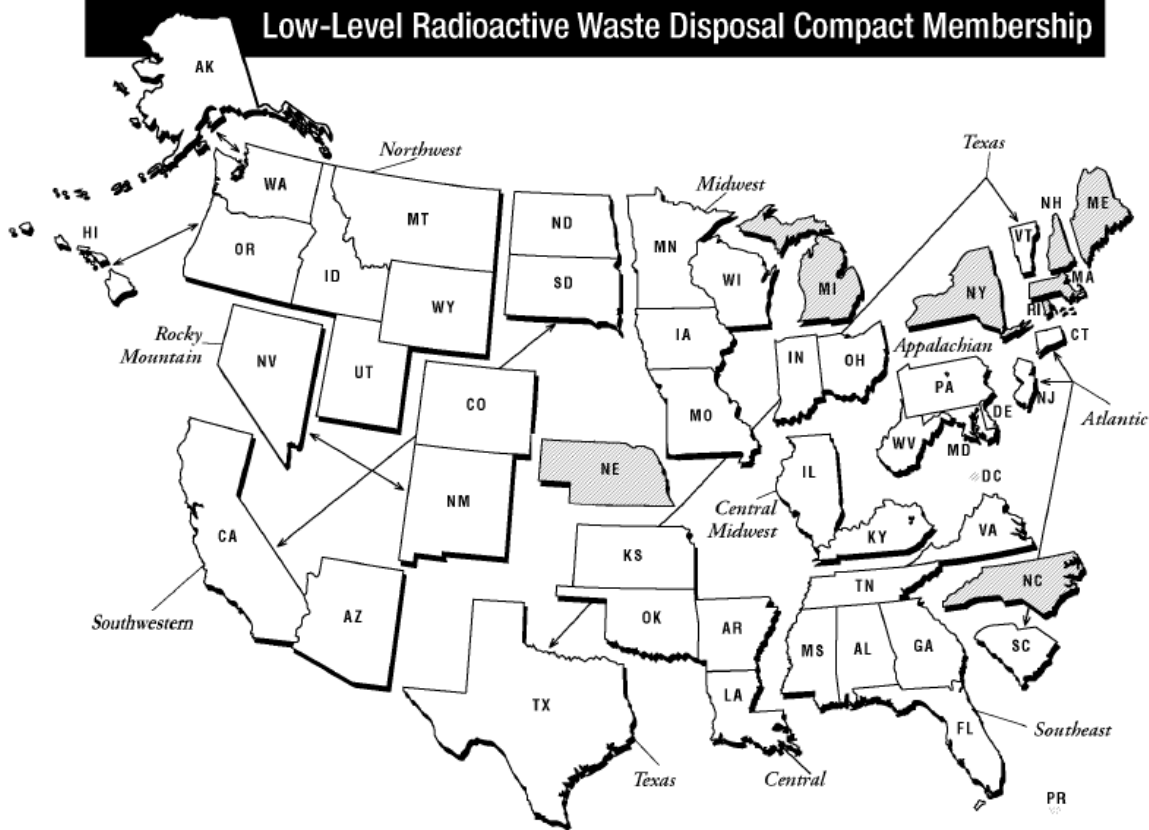 Low-Level Radioactive Waste Disposal Compact Membership
AK
Northwest
Texas
Midwest
WA
MT
ND
MN
NH
ME
HI
VT
OR
ID
SD
WI
MI
NY
MA
RI
WY
IA
CT
Rocky
Mountain
NV
UT
IN
OH
Appalachian
PA
NJ
CO
MO
DE
Atlantic
WV
MD
NE
IL
DC
NM
Central
Midwest
CA
KS
KY
VA
TN
NC
Southwestern
AZ
OK
AR
MS
AL
GA
SC
TX
LA
FL
Southeast
Texas
Central
PR